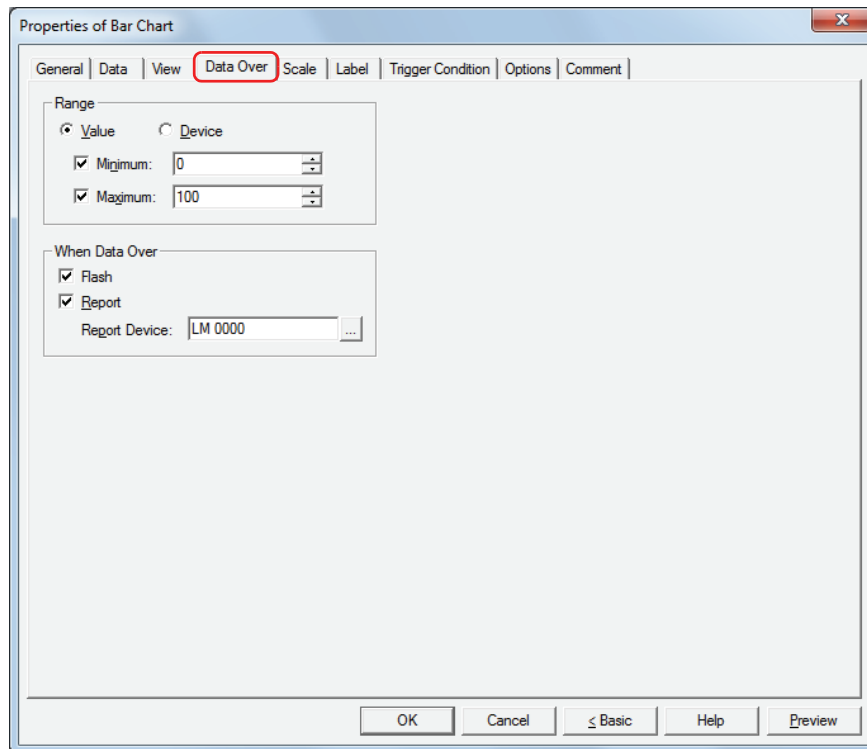 Properties of Bar Chart
General Data View Data Over Scale Label Trigger Condition Options Comment
Range
Value Device
Minimum: 0
Maximum: 100
When Data Over
Flash
Report
Report Device: LM 0000 ...
OK Cancel < Basic Help Preview